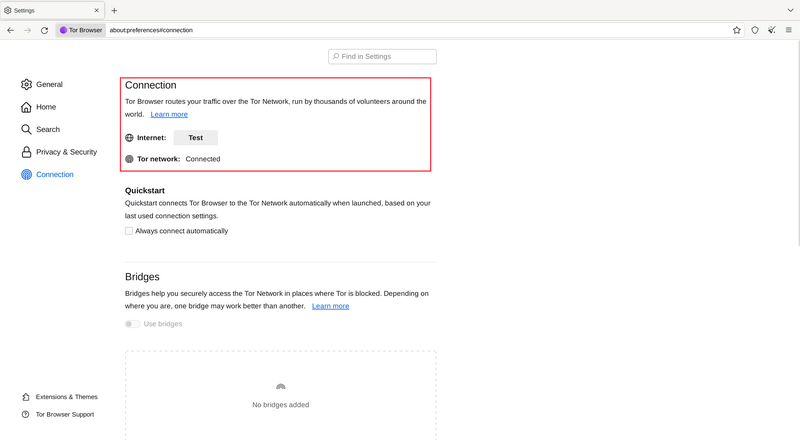 Settings
Tor Browser
about:preferences#connection
Find in Settings
General
Home
Search
Privacy & Security
Connection
Connection
Tor Browser routes your traffic over the Tor Network, run by thousands of volunteers around the
world. Learn more
Internet: Test
Tor network: Connected
Quickstart
Quickstart connects Tor Browser to the Tor Network automatically when launched, based on your
last used connection settings.
Always connect automatically
Bridges
Bridges help you securely access the Tor Network in places where Tor is blocked. Depending on
where you are, one bridge may work better than another. Learn more
Use bridges
No bridges added
Extensions & Themes
Tor Browser Support